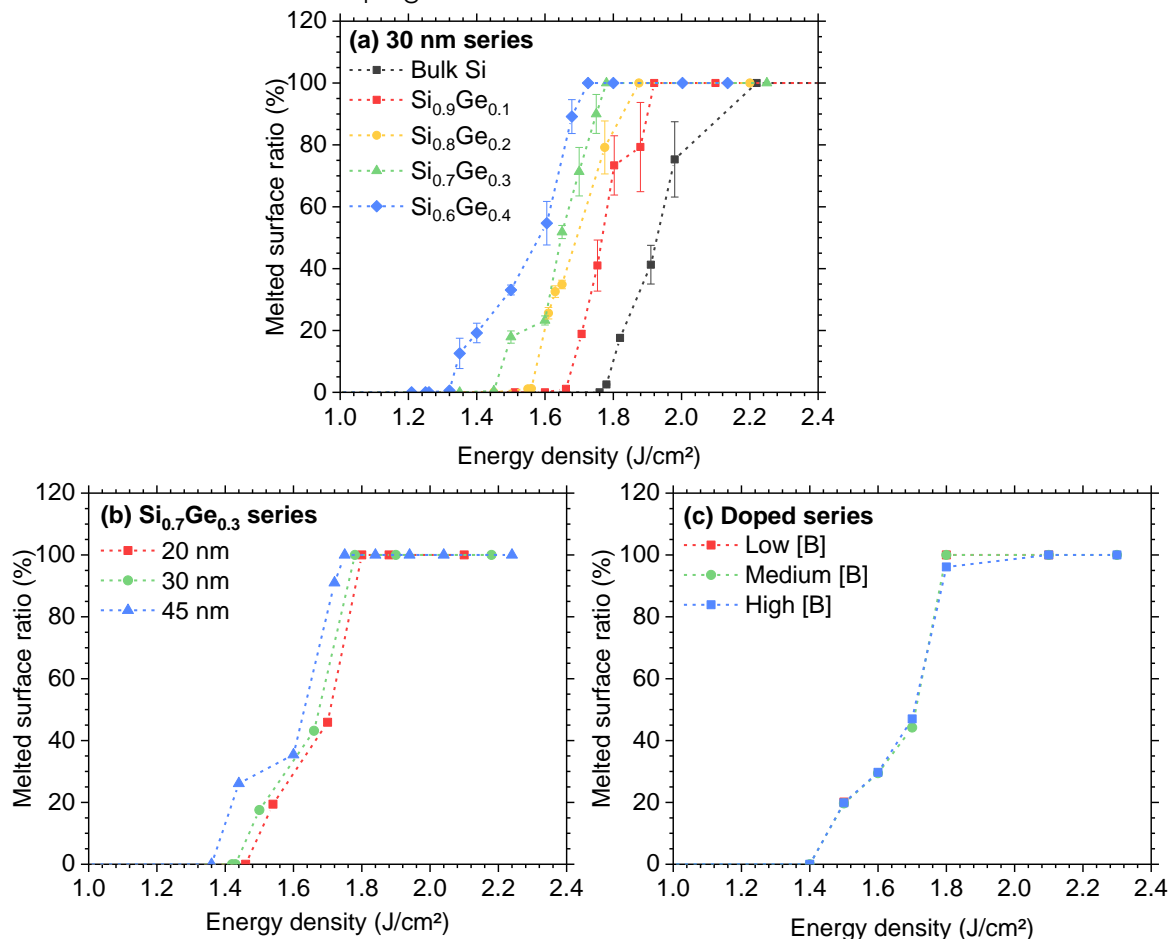 120
100
80
60
40
20
0
Melted surface ratio (%)
(a) 30 nm series
Bulk Si
Si0.9Ge0.1
Si0.8Ge0.2
Si0.7Ge0.3
Si0.6Ge0.4
1.0 1.2 1.4 1.6 1.8 2.0 2.2 2.4
Energy density (J/cm²)
120
100
80
60
40
20
0
Melted surface ratio (%)
(b) Si0.7Ge0.3 series
20 nm
30 nm
45 nm
1.0 1.2 1.4 1.6 1.8 2.0 2.2 2.4
Energy density (J/cm²)
120
100
80
60
40
20
0
Melted surface ratio (%)
(c) Doped series
Low [B]
Medium [B]
High [B]
1.0 1.2 1.4 1.6 1.8 2.0 2.2 2.4
Energy density (J/cm²)